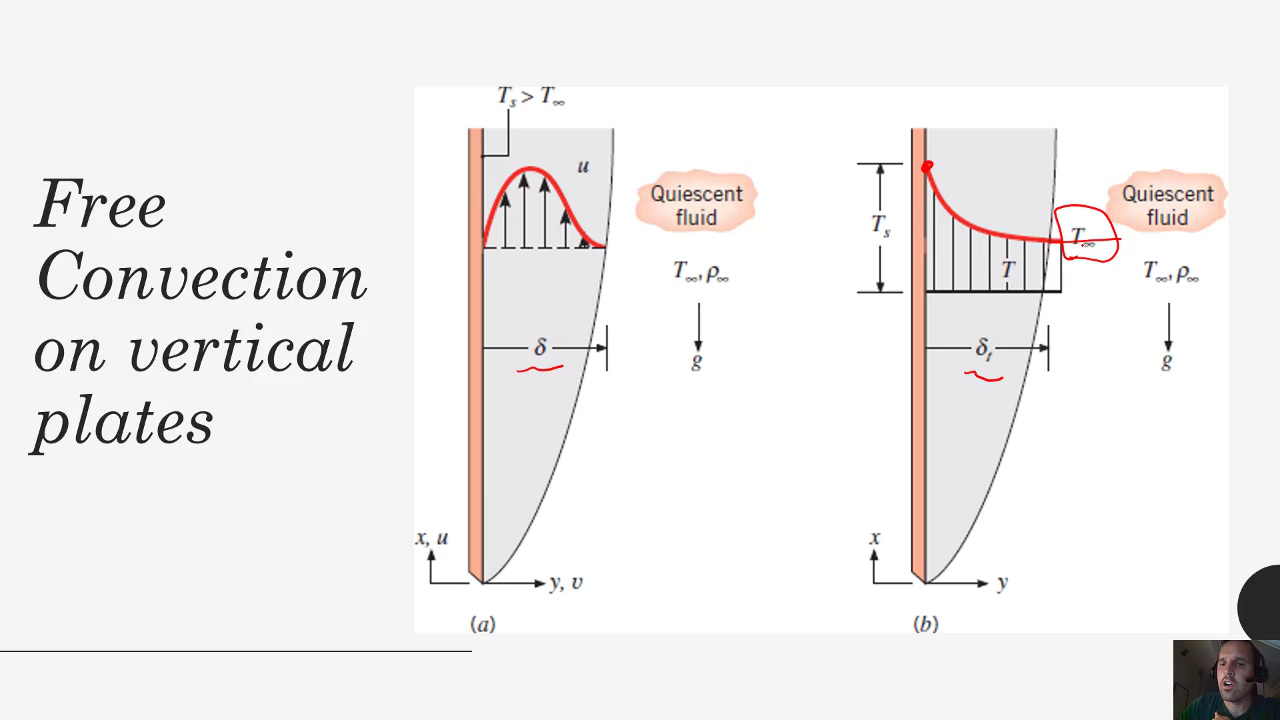 Free
Convection
on vertical
plates
Tₛ > T∞
u
Quiescent
fluid
T∞, ρ∞
δ
g
x, u
y, v
(a)
Tₛ
T∞
T
Quiescent
fluid
T∞, ρ∞
δₜ
g
x
y
(b)